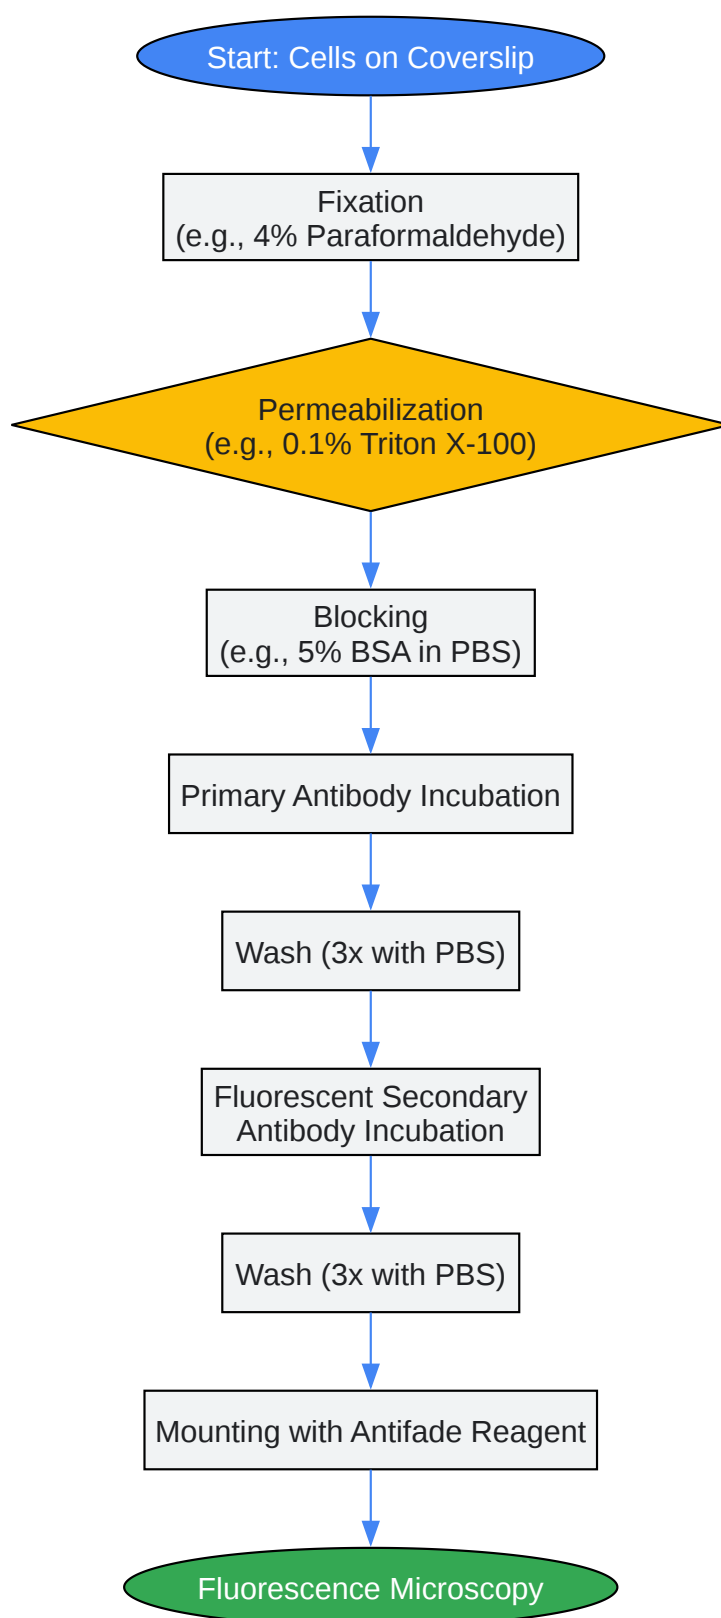 Start: Cells on Coverslip
Fixation
(e.g., 4% Paraformaldehyde)
Permeabilization
(e.g., 0.1% Triton X-100)
Blocking
(e.g., 5% BSA in PBS)
Primary Antibody Incubation
Wash (3x with PBS)
Fluorescent Secondary
Antibody Incubation
Wash (3x with PBS)
Mounting with Antifade Reagent
Fluorescence Microscopy